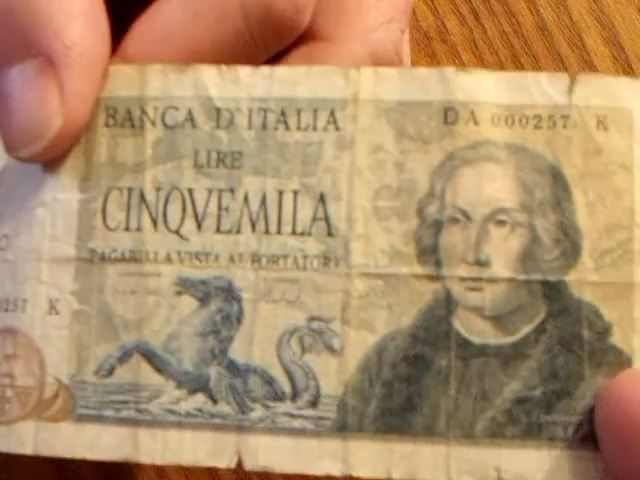 BANCA D'ITALIA
DA 000257 K
LIRE
CINQVEMILA
PAGABILI A VISTA AL PORTATORE
0257 K